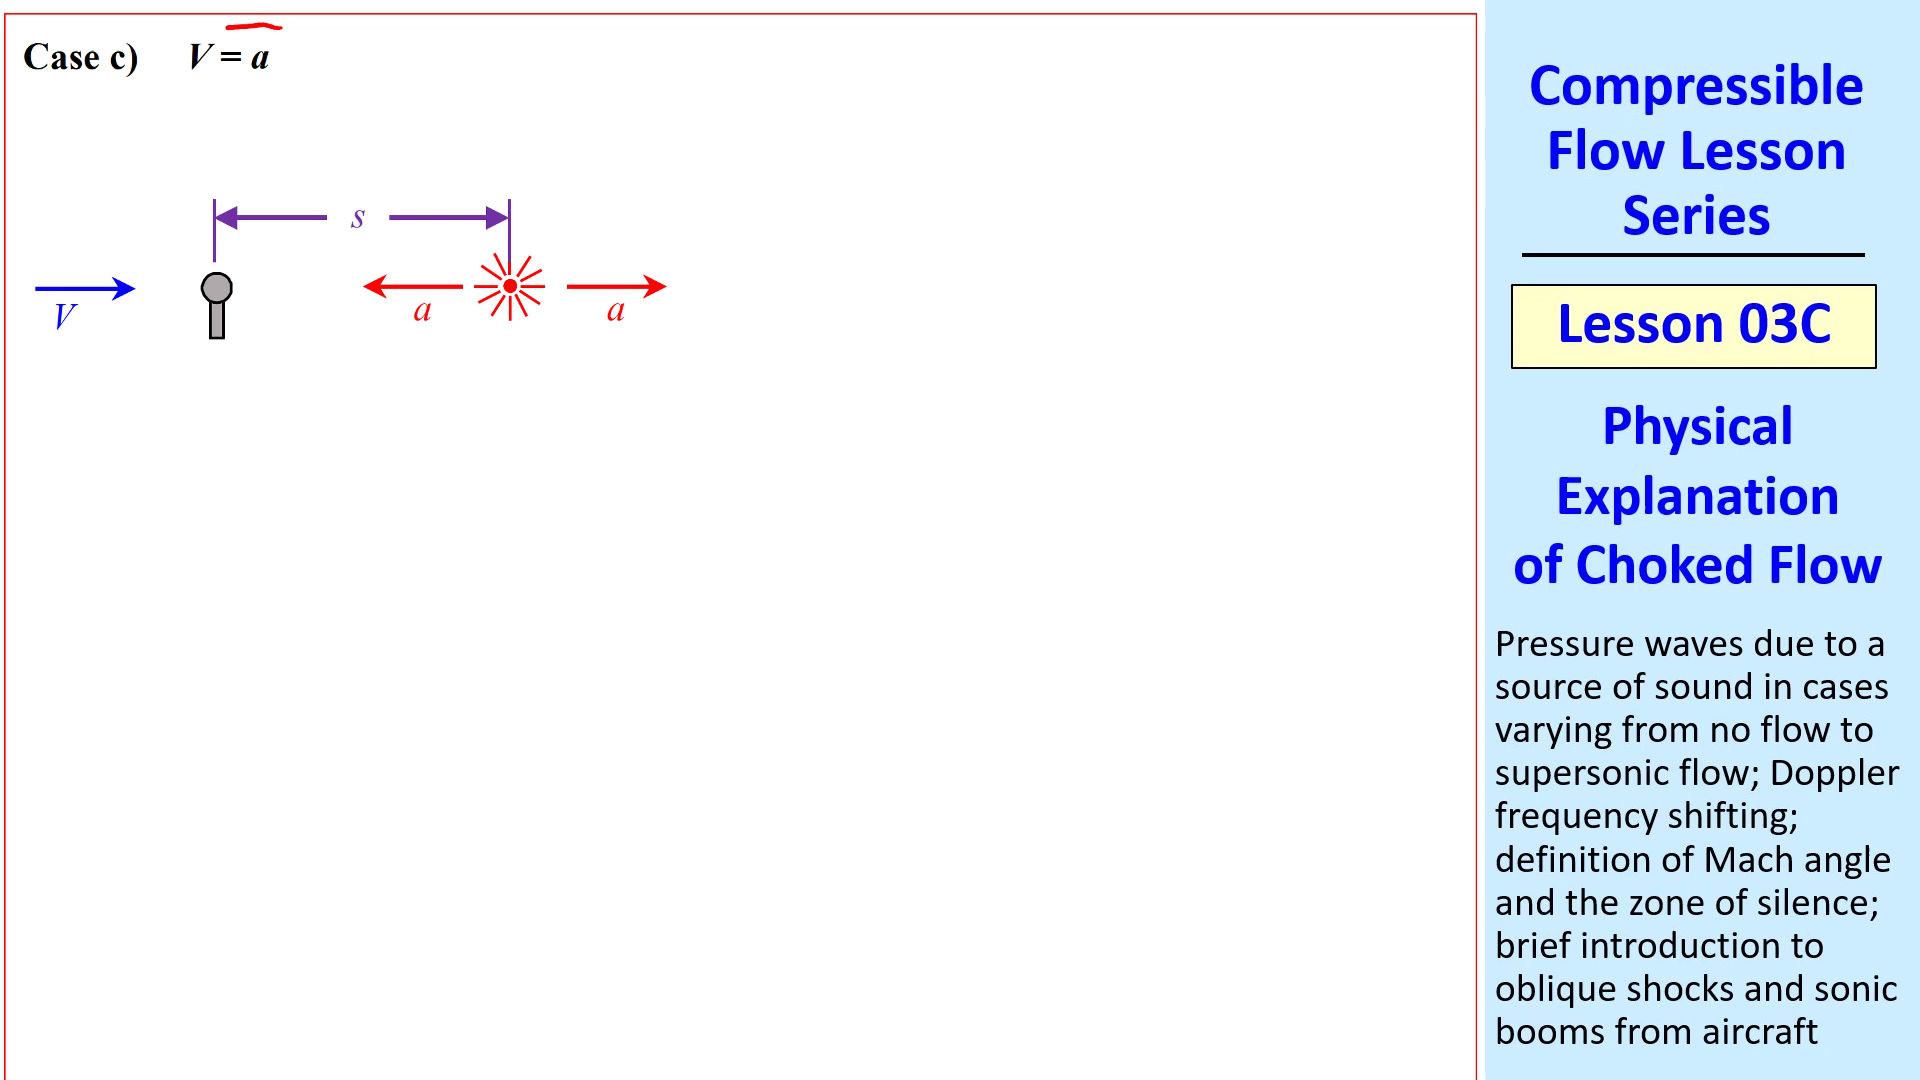 Case c) V = a
s
V
a
a
Compressible
Flow Lesson
Series
Lesson 03C
Physical
Explanation
of Choked Flow
Pressure waves due to a
source of sound in cases
varying from no flow to
supersonic flow; Doppler
frequency shifting;
definition of Mach angle
and the zone of silence;
brief introduction to
oblique shocks and sonic
booms from aircraft